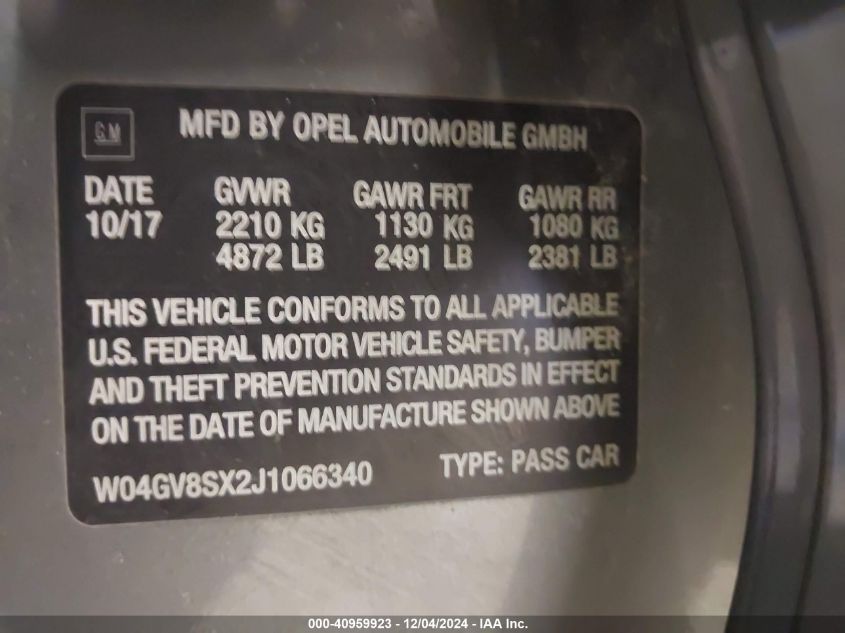 GM
MFD BY OPEL AUTOMOBILE GMBH
DATE GVWR GAWR FRT GAWR RR
10/17 2210 KG 1130 KG 1080 KG
4872 LB 2491 LB 2381 LB
THIS VEHICLE CONFORMS TO ALL APPLICABLE
U.S. FEDERAL MOTOR VEHICLE SAFETY, BUMPER
AND THEFT PREVENTION STANDARDS IN EFFECT
ON THE DATE OF MANUFACTURE SHOWN ABOVE
W04GV8SX2J1066340 TYPE: PASS CAR
000-40959923 - 12/04/2024 - IAA Inc.